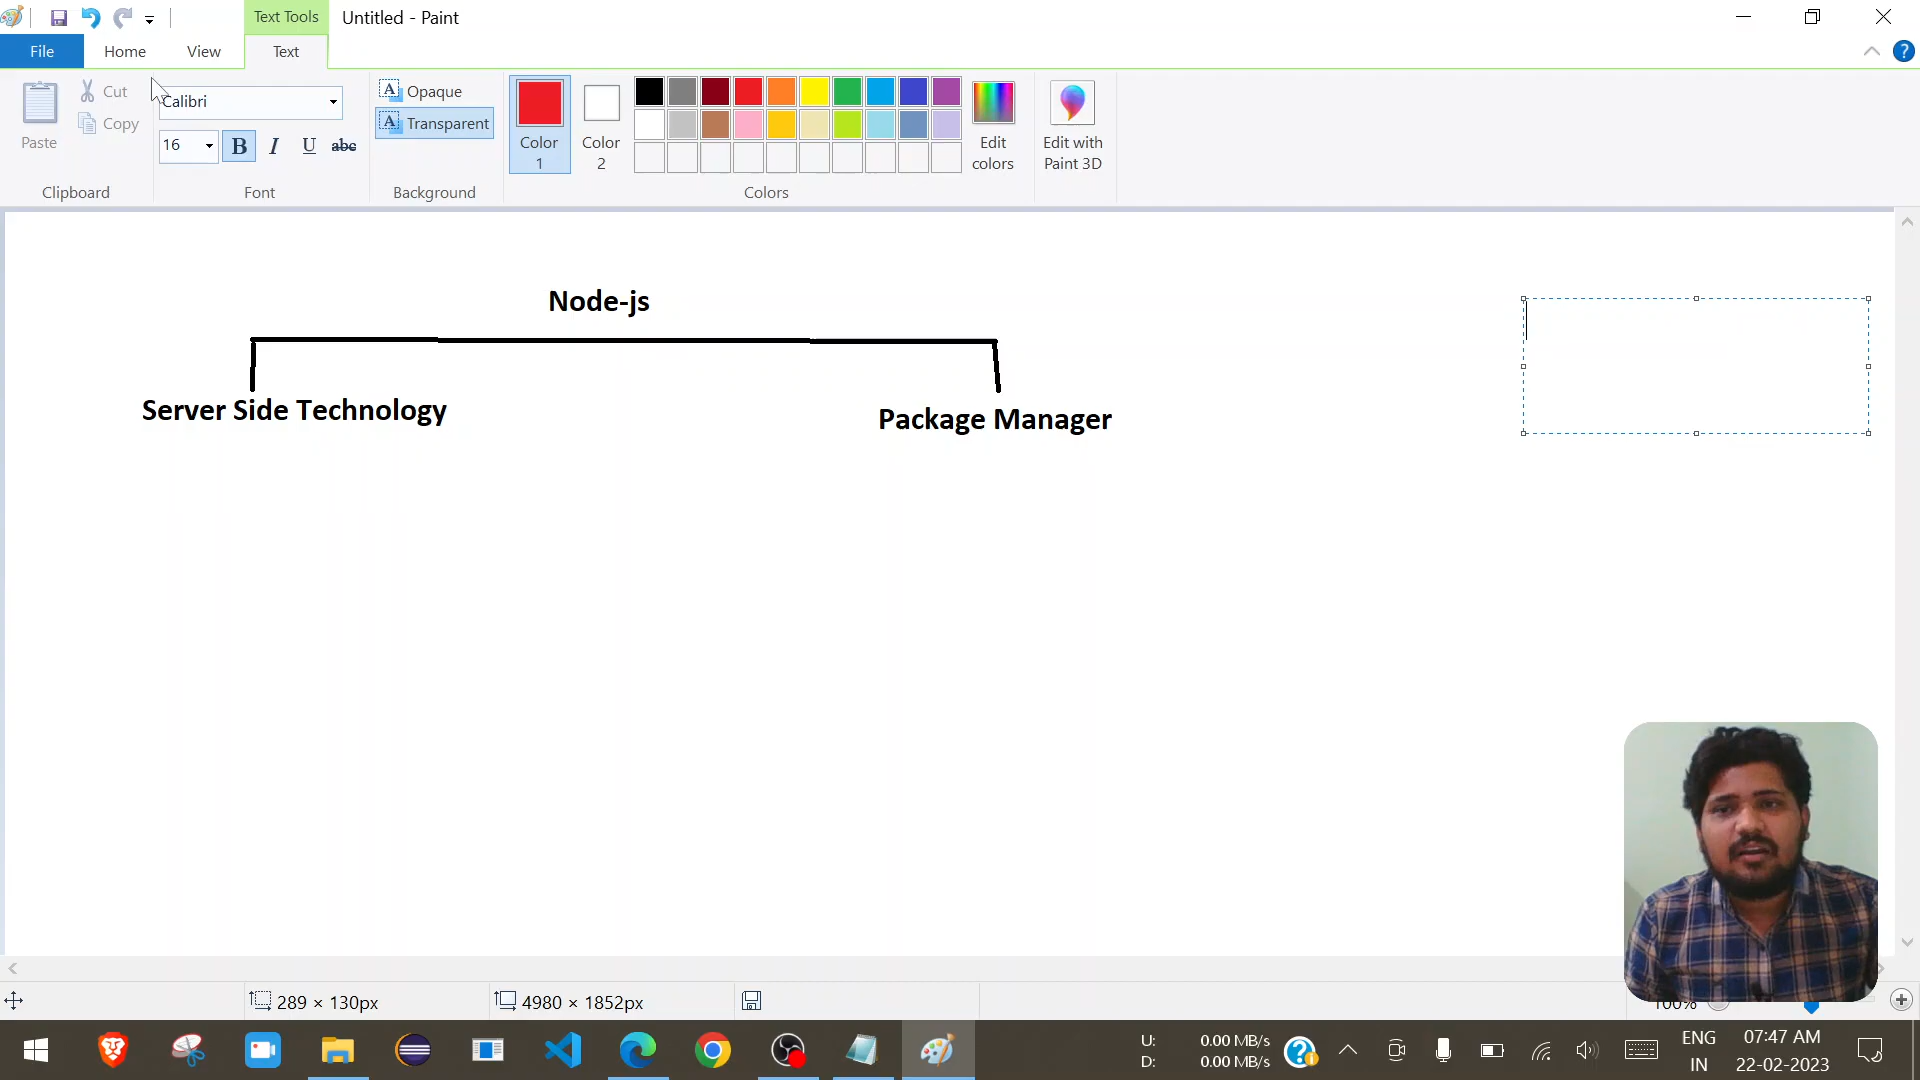 Text Tools
Untitled - Paint
File
Home
View
Text
Paste
Cut
Copy
Clipboard
Calibri
16
B
I
U
abc
Font
Opaque
Transparent
Background
Color
1
Color
2
Colors
Edit
colors
Edit with
Paint 3D
Node-js
Server Side Technology
Package Manager
289 × 130px
4980 × 1852px
100%
U: 0.00 MB/s
D: 0.00 MB/s
ENG
IN
07:47 AM
22-02-2023